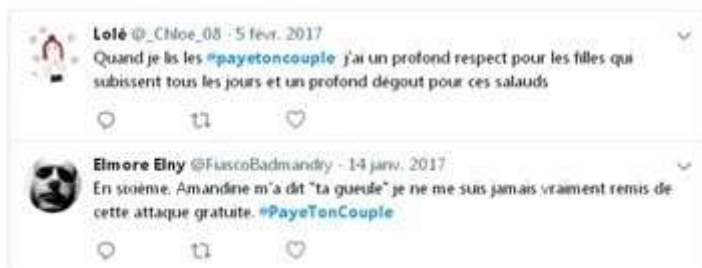 Lolé @_Chloe_08 · 5 févr. 2017
Quand je lis les #payetoncouple j'ai un profond respect pour les filles qui
subissent tous les jours et un profond dégout pour ces salauds
Elmore Elny @FiascoBadmandry · 14 janv. 2017
En sixième, Amandine m'a dit "ta gueule" je ne me suis jamais vraiment remis de
cette attaque gratuite. #PayeTonCouple